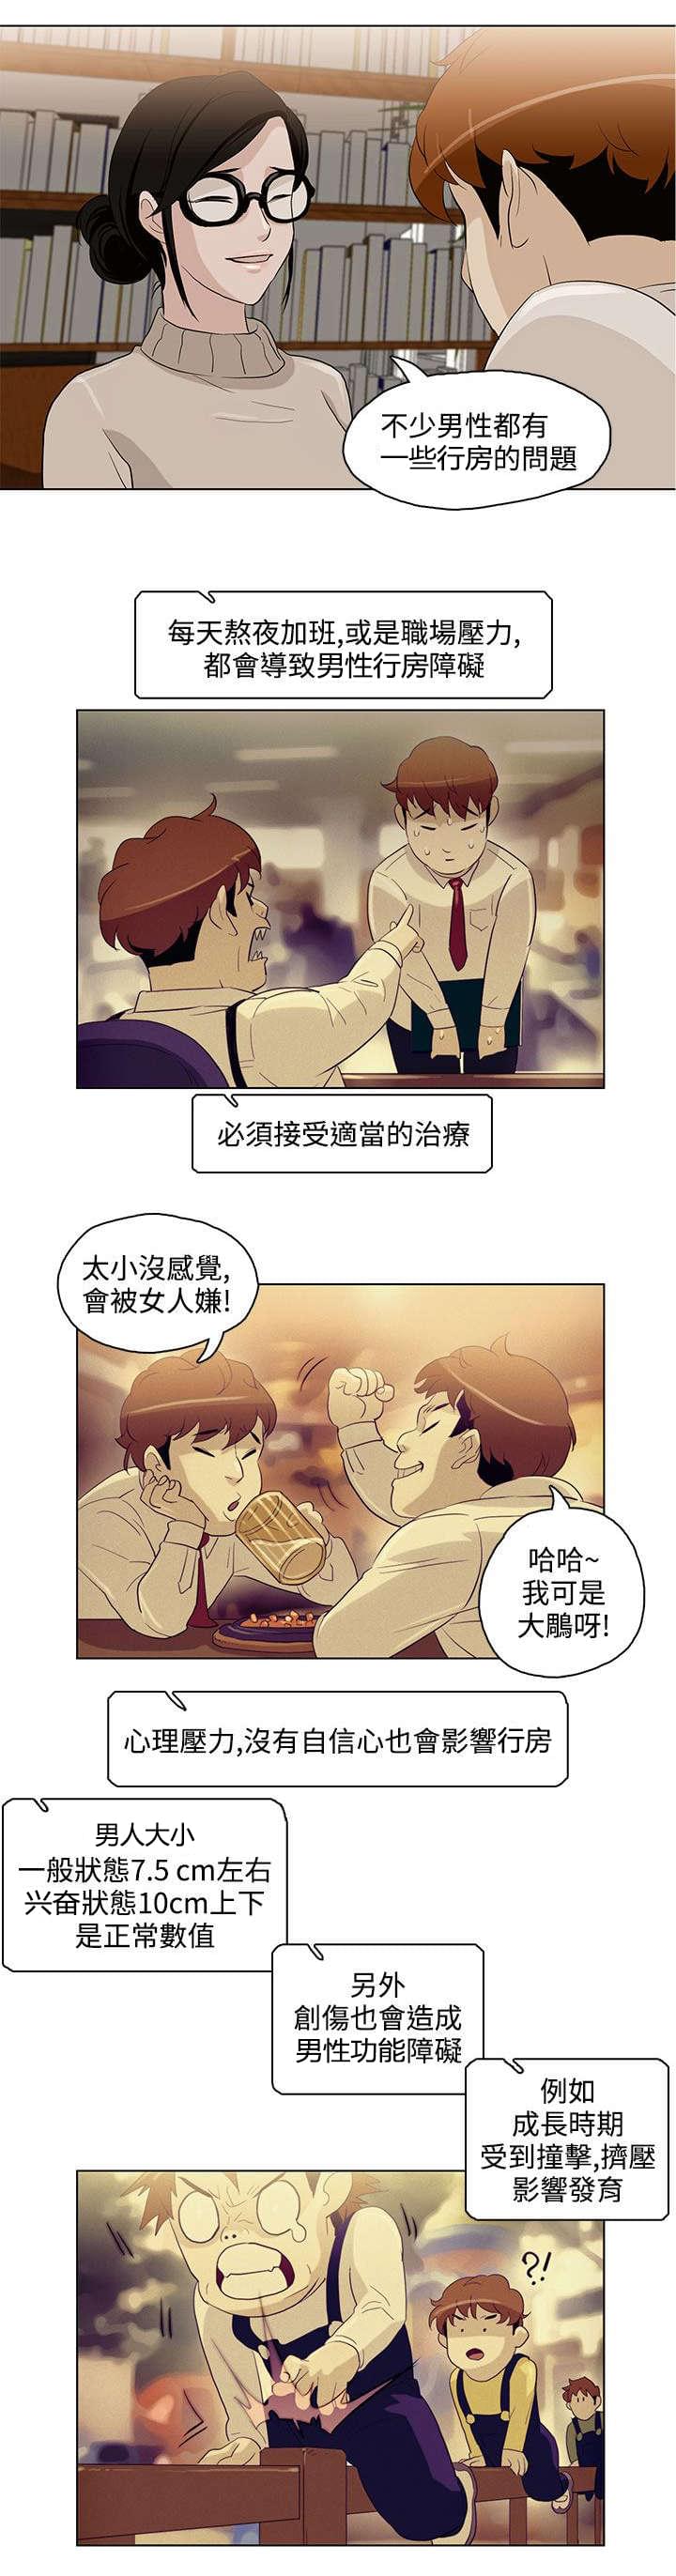 不少男性都有
一些行房的問題
每天熬夜加班,或是職場壓力,
都會導致男性行房障礙
必須接受適當的治療
太小沒感覺,
會被女人嫌!
哈哈~
我可是
大鵰呀!
心理壓力,沒有自信心也會影響行房
男人大小
一般狀態7.5 cm左右
兴奋狀態10cm上下
是正常數值
另外
創傷也會造成
男性功能障礙
例如
成長時期
受到撞擊,擠壓
影響發育
?!